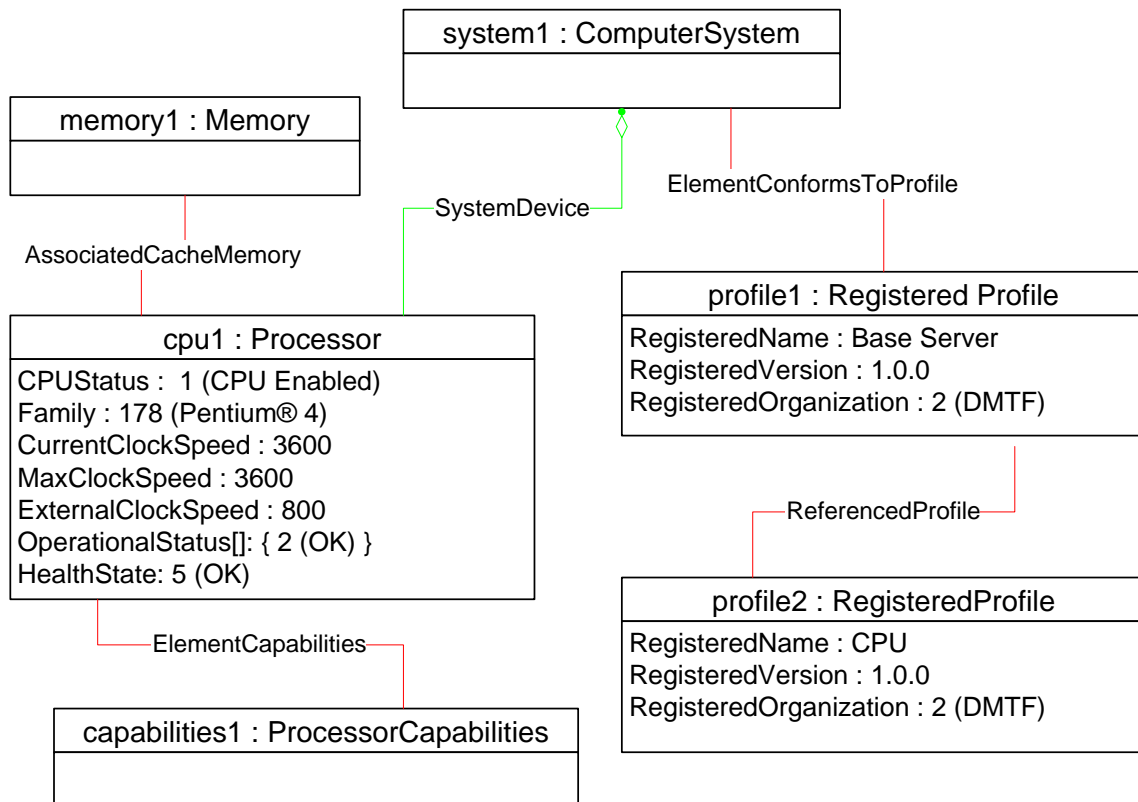 system1 : ComputerSystem
memory1 : Memory
ElementConformsToProfile
SystemDevice
AssociatedCacheMemory
profile1 : Registered Profile
RegisteredName : Base Server
RegisteredVersion : 1.0.0
RegisteredOrganization : 2 (DMTF)
cpu1 : Processor
CPUStatus :  1 (CPU Enabled)
Family : 178 (Pentium® 4)
CurrentClockSpeed : 3600
MaxClockSpeed : 3600
ExternalClockSpeed : 800
OperationalStatus[]: { 2 (OK) }
HealthState: 5 (OK)
ReferencedProfile
profile2 : RegisteredProfile
RegisteredName : CPU
RegisteredVersion : 1.0.0
RegisteredOrganization : 2 (DMTF)
ElementCapabilities
capabilities1 : ProcessorCapabilities